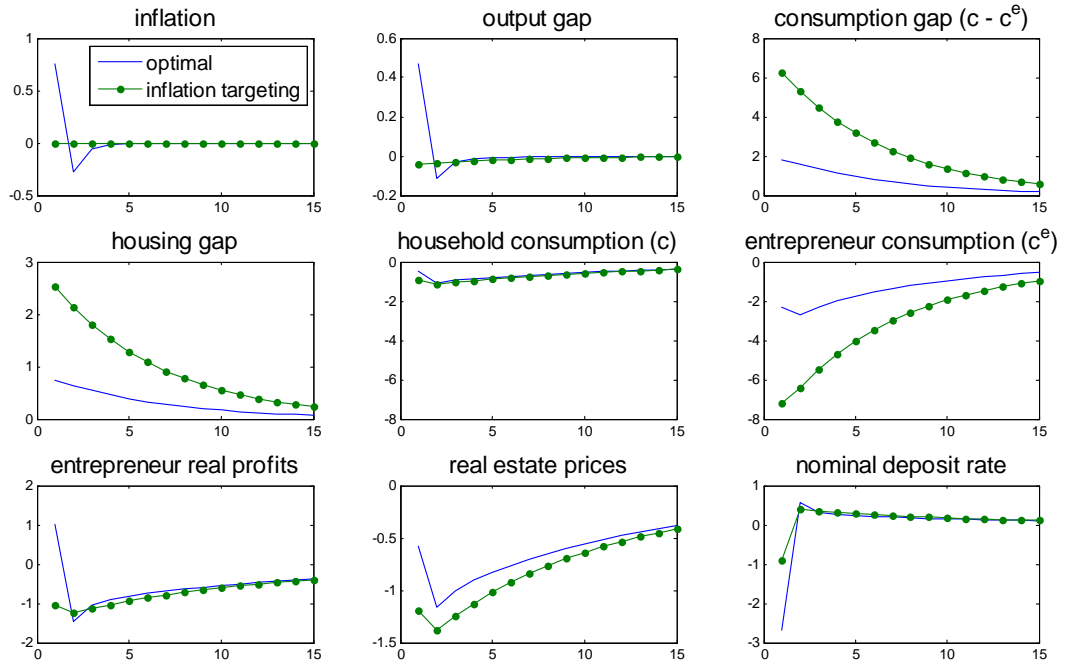 inflation
output gap
consumption gap (c - c^e)
1
0.5
0
-0.5
0 5 10 15
optimal
inflation targeting
0.6
0.4
0.2
0
0.2
0 5 10 15
8
6
4
2
0
0 5 10 15
housing gap
household consumption (c)
entrepreneur consumption (c^e)
3
2
1
0
0 5 10 15
0
-2
-4
-6
-8
0 5 10 15
0
-2
-4
-6
-8
0 5 10 15
entrepreneur real profits
real estate prices
nominal deposit rate
2
1
0
-1
-2
0 5 10 15
0
-0.5
-1
-1.5
0 5 10 15
1
0
-1
-2
-3
0 5 10 15